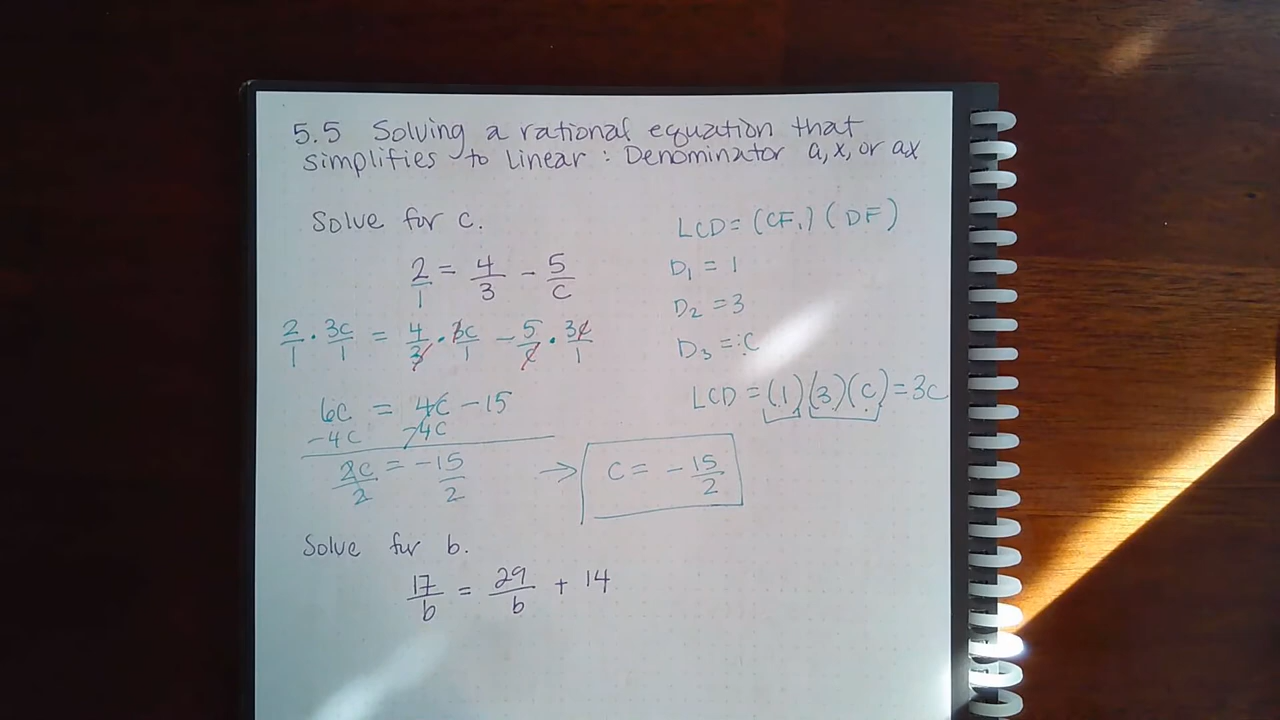 5.5 Solving a rational equation that
simplifies to linear : Denominator a, x, or ax
Solve for c.
2/1 = 4/3 - 5/c
2/1 · 3c/1 = 4/3 · 3c/1 - 5/c · 3c/1
6c = 4c - 15
-4c -4c
2c/2 = -15/2
→ c = -15/2
LCD = (CF,) (DF)
D₁ = 1
D₂ = 3
D₃ = c
LCD = (1)(3)(c) = 3c
Solve for b.
17/b = 29/b + 14